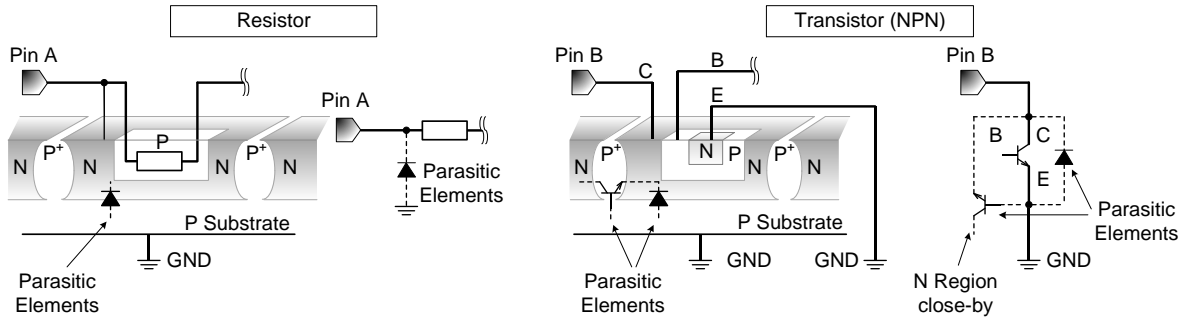 Resistor
Transistor (NPN)
Pin A
Pin A
N
P+
N
P
P+
N
N
Parasitic
Elements
P Substrate
GND
Parasitic
Elements
Pin B
C
B
E
Pin B
N
P+
N
N
P
P+
N
N
P Substrate
GND
GND
Parasitic
Elements
B
C
E
Parasitic
Elements
GND
N Region
close-by